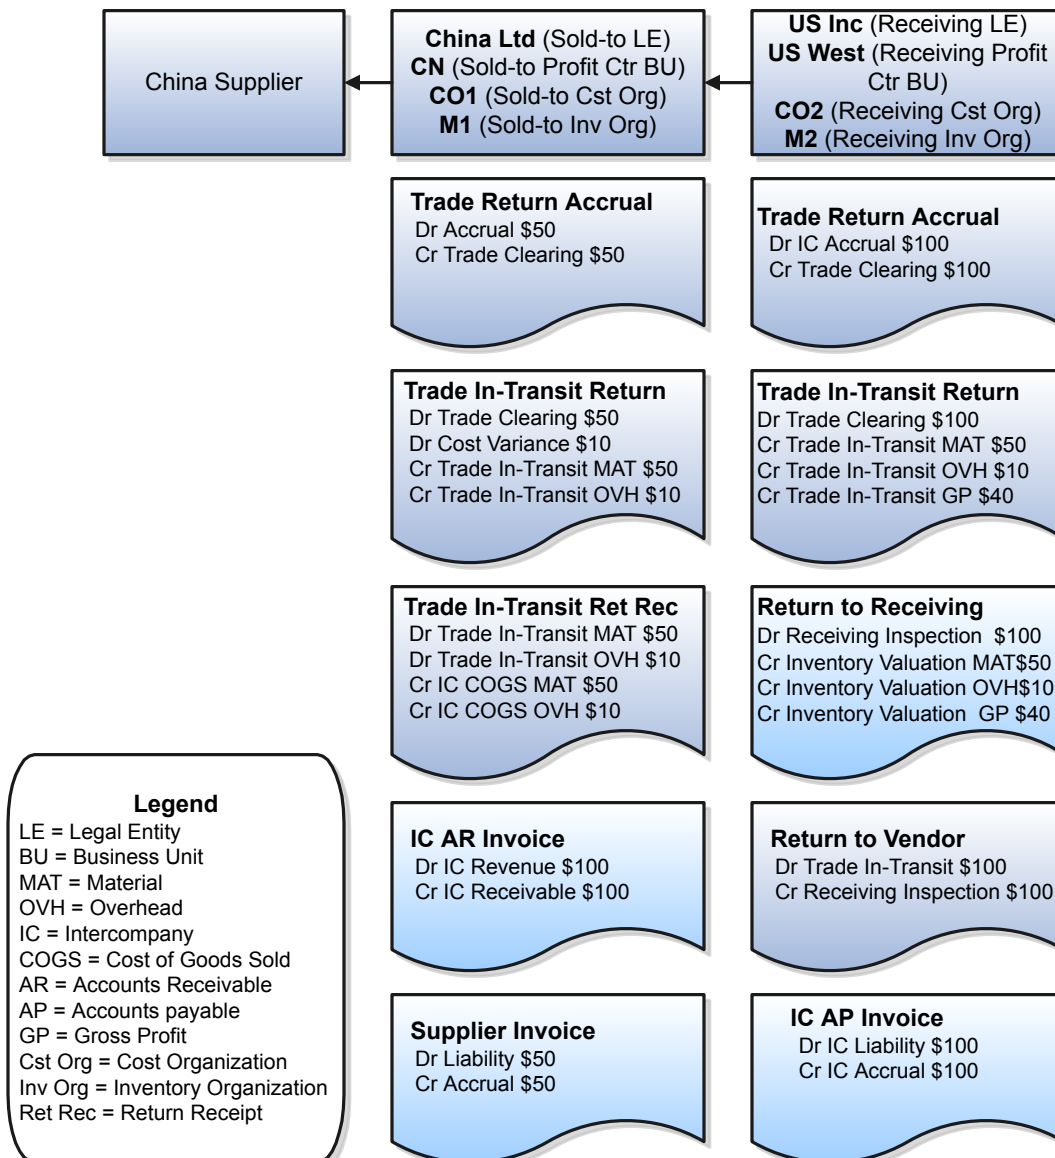 China Supplier
China Ltd (Sold-to LE)
CN (Sold-to Profit Ctr BU)
CO1 (Sold-to Cst Org)
M1 (Sold-to Inv Org)
US Inc (Receiving LE)
US West (Receiving Profit
Ctr BU)
CO2 (Receiving Cst Org)
M2 (Receiving Inv Org)
Trade Return Accrual
Dr Accrual $50
Cr Trade Clearing $50
Trade Return Accrual
Dr IC Accrual $100
Cr Trade Clearing $100
Trade In-Transit Return
Dr Trade Clearing $50
Dr Cost Variance $10
Cr Trade In-Transit MAT $50
Cr Trade In-Transit OVH $10
Trade In-Transit Return
Dr Trade Clearing $100
Cr Trade In-Transit MAT $50
Cr Trade In-Transit OVH $10
Cr Trade In-Transit GP $40
Trade In-Transit Ret Rec
Dr Trade In-Transit MAT $50
Dr Trade In-Transit OVH $10
Cr IC COGS MAT $50
Cr IC COGS OVH $10
Return to Receiving
Dr Receiving Inspection $100
Cr Inventory Valuation MAT$50
Cr Inventory Valuation OVH$10
Cr Inventory Valuation GP $40
IC AR Invoice
Dr IC Revenue $100
Cr IC Receivable $100
Return to Vendor
Dr Trade In-Transit $100
Cr Receiving Inspection $100
Supplier Invoice
Dr Liability $50
Cr Accrual $50
IC AP Invoice
Dr IC Liability $100
Cr IC Accrual $100
Legend
LE = Legal Entity
BU = Business Unit
MAT = Material
OVH = Overhead
IC = Intercompany
COGS = Cost of Goods Sold
AR = Accounts Receivable
AP = Accounts payable
GP = Gross Profit
Cst Org = Cost Organization
Inv Org = Inventory Organization
Ret Rec = Return Receipt